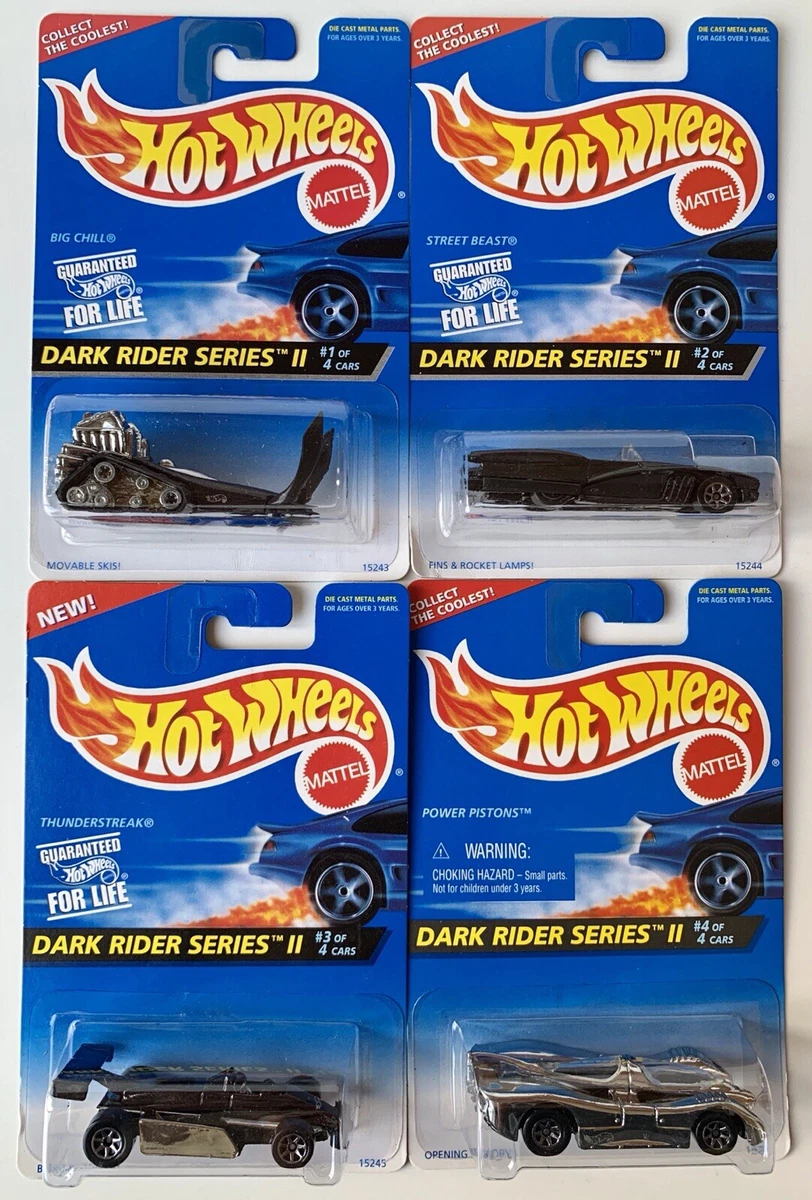 COLLECT
THE COOLEST!
DIE CAST METAL PARTS.
FOR AGES OVER 3 YEARS.
HOT WHEELS
MATTEL
®
BIG CHILL®
GUARANTEED
Hot Wheels®
FOR LIFE
DARK RIDER SERIES™ II
#1 OF
4 CARS
MOVABLE SKIS!
15243
COLLECT
THE COOLEST!
DIE CAST METAL PARTS.
FOR AGES OVER 3 YEARS.
HOT WHEELS
MATTEL
®
STREET BEAST®
GUARANTEED
Hot Wheels®
FOR LIFE
DARK RIDER SERIES™ II
#2 OF
4 CARS
FINS & ROCKET LAMPS!
15244
NEW!
DIE CAST METAL PARTS.
FOR AGES OVER 3 YEARS.
HOT WHEELS
MATTEL
®
THUNDERSTREAK®
GUARANTEED
Hot Wheels®
FOR LIFE
DARK RIDER SERIES™ II
#3 OF
4 CARS
15245
COLLECT
THE COOLEST!
DIE CAST METAL PARTS.
FOR AGES OVER 3 YEARS.
HOT WHEELS
MATTEL
®
POWER PISTONS™
WARNING:
CHOKING HAZARD – Small parts.
Not for children under 3 years.
DARK RIDER SERIES™ II
#4 OF
4 CARS
OPENING